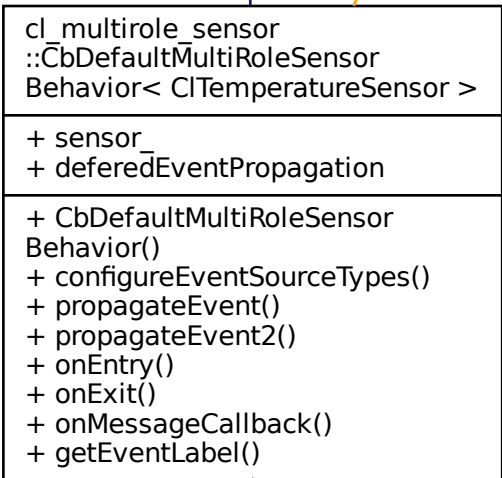 cl_multirole_sensor
::CbDefaultMultiRoleSensor
Behavior< ClTemperatureSensor >
+ sensor_
+ deferedEventPropagation
+ CbDefaultMultiRoleSensor
Behavior()
+ configureEventSourceTypes()
+ propagateEvent()
+ propagateEvent2()
+ onEntry()
+ onExit()
+ onMessageCallback()
+ getEventLabel()